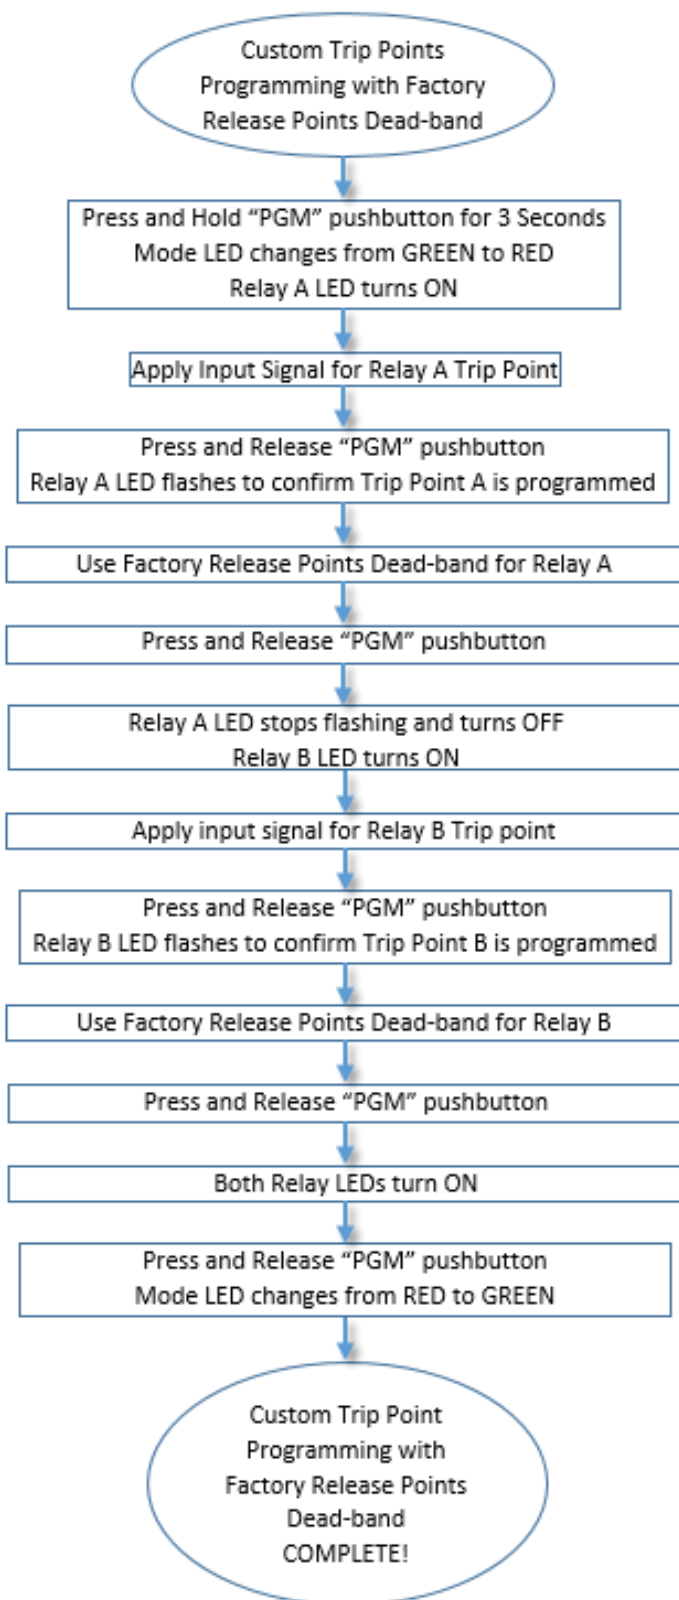 Custom Trip Points
Programming with Factory
Release Points Dead-band
Press and Hold “PGM” pushbutton for 3 Seconds
Mode LED changes from GREEN to RED
Relay A LED turns ON
Apply Input Signal for Relay A Trip Point
Press and Release “PGM” pushbutton
Relay A LED flashes to confirm Trip Point A is programmed
Use Factory Release Points Dead-band for Relay A
Press and Release “PGM” pushbutton
Relay A LED stops flashing and turns OFF
Relay B LED turns ON
Apply input signal for Relay B Trip point
Press and Release “PGM” pushbutton
Relay B LED flashes to confirm Trip Point B is programmed
Use Factory Release Points Dead-band for Relay B
Press and Release “PGM” pushbutton
Both Relay LEDs turn ON
Press and Release “PGM” pushbutton
Mode LED changes from RED to GREEN
Custom Trip Point
Programming with
Factory Release Points
Dead-band
COMPLETE!